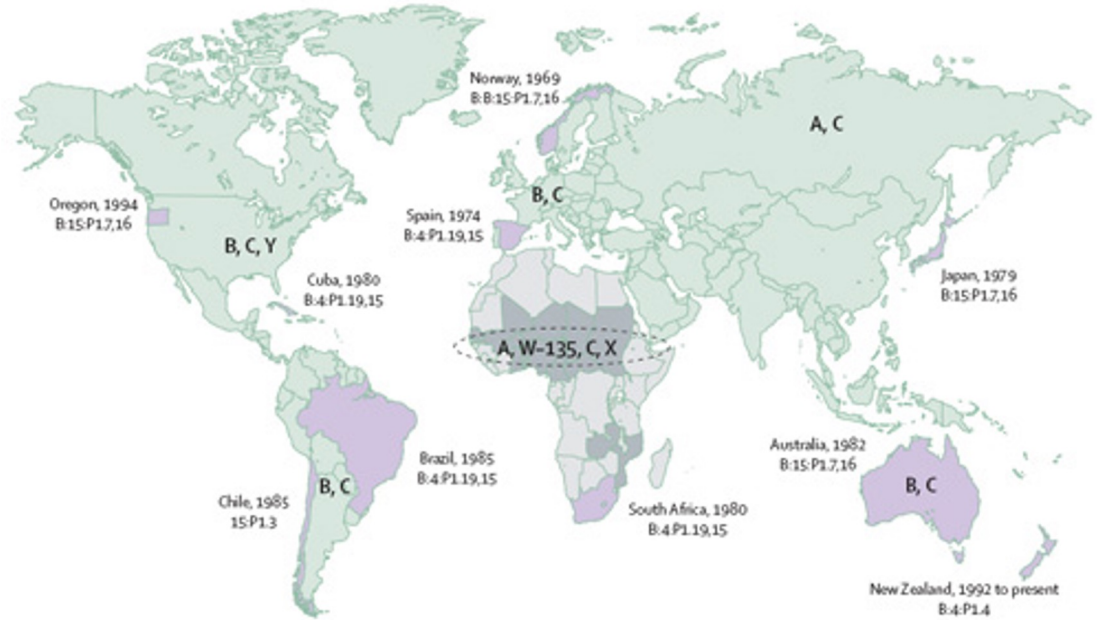 Norway, 1969
B:B:15:P1.7,16
A, C
Oregon, 1994
B:15:P1.7,16
B, C
Spain, 1974
B:4:P1.19,15
B, C, Y
Cuba, 1980
B:4:P1.19,15
Japan, 1979
B:15:P1.7,16
A, W-135, C, X
Brazil, 1985
B:4:P1.19,15
Australia, 1982
B:15:P1.7,16
B, C
B, C
Chile, 1985
15:P1.3
South Africa, 1980
B:4:P1.19,15
New Zealand, 1992 to present
B:4:P1.4